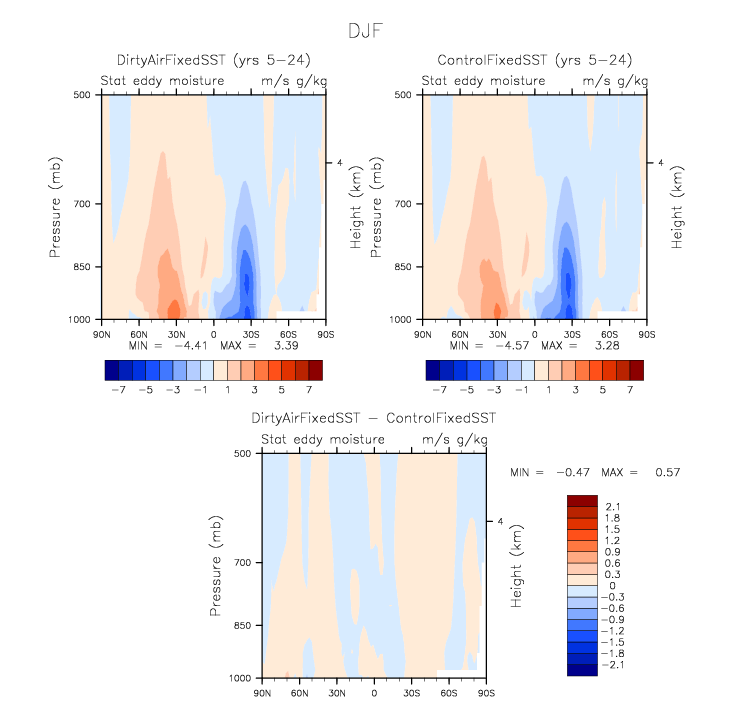 DJF
DirtyAirFixedSST (yrs 5-24)
Stat eddy moisture m/s g/kg
500
700
850
1000
Pressure (mb)
4
Height (km)
90N 60N 30N 0 30S 60S 90S
MIN = -4.41 MAX = 3.39
-7 -5 -3 -1 1 3 5 7
ControlFixedSST (yrs 5-24)
Stat eddy moisture m/s g/kg
500
700
850
1000
Pressure (mb)
4
Height (km)
90N 60N 30N 0 30S 60S 90S
MIN = -4.57 MAX = 3.28
-7 -5 -3 -1 1 3 5 7
DirtyAirFixedSST - ControlFixedSST
Stat eddy moisture m/s g/kg
500
700
850
1000
Pressure (mb)
4
Height (km)
90N 60N 30N 0 30S 60S 90S
MIN = -0.47 MAX = 0.57
2.1
1.8
1.5
1.2
0.9
0.6
0.3
0
-0.3
-0.6
-0.9
-1.2
-1.5
-1.8
-2.1